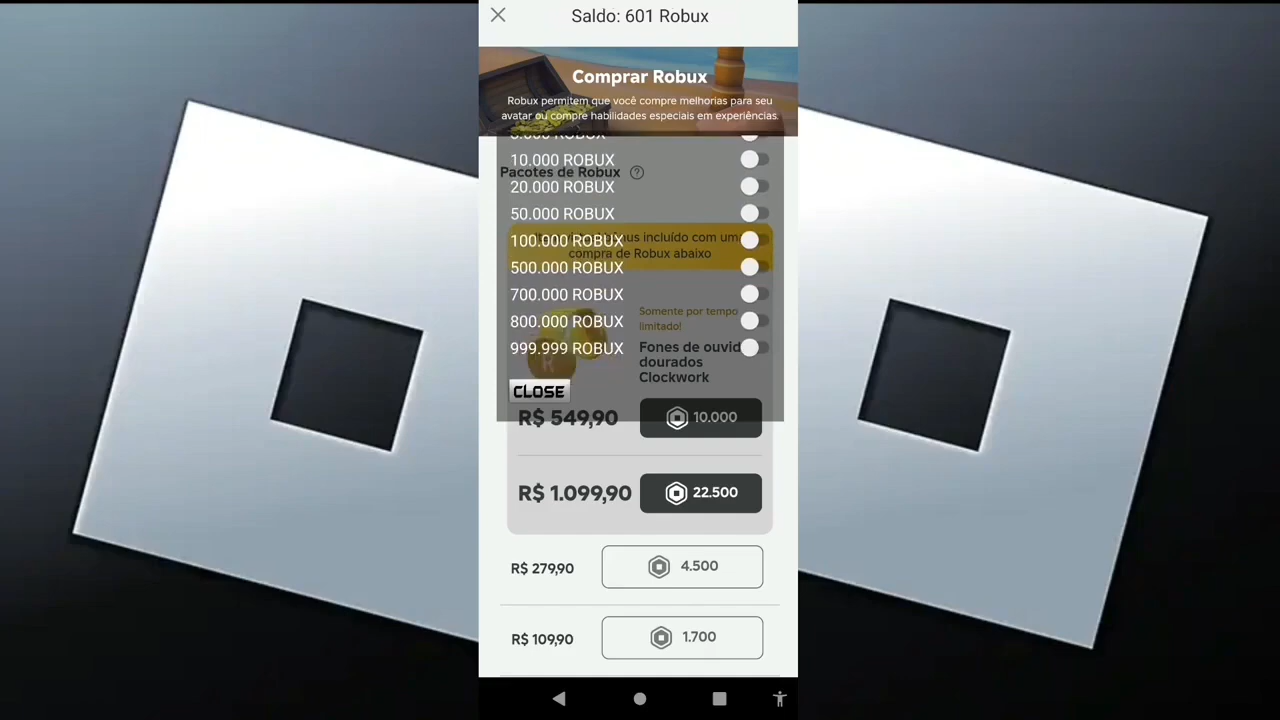 Saldo: 601 Robux
Comprar Robux
Robux permitem que você compre melhorias para seu
avatar ou compre habilidades especiais em experiências.
ROBUX
10.000 ROBUX
Pacotes de Robux ?
20.000 ROBUX
50.000 ROBUX
incluído com uma
100.000 ROBUX
compra de Robux abaixo
500.000 ROBUX
700.000 ROBUX
Somente por tempo
limitado!
800.000 ROBUX
999.999 ROBUX
Fones de ouvid
dourados
Clockwork
CLOSE
R$ 549,90 10.000
R$ 1.099,90 22.500
R$ 279,90 4.500
R$ 109,90 1.700